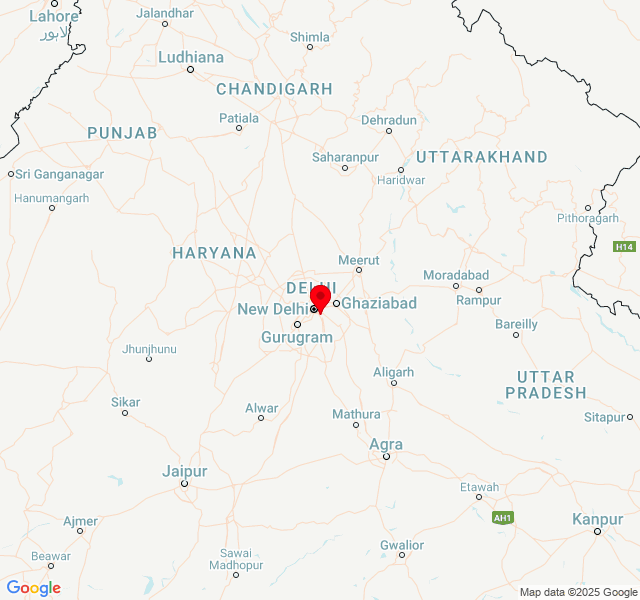 Lahore
لاہور
Jalandhar
Shimla
Ludhiana
CHANDIGARH
Patiala
Dehradun
PUNJAB
Saharanpur
UTTARAKHAND
Sri Ganganagar
Haridwar
Hanumangarh
Pithoragarh
H14
HARYANA
Meerut
Moradabad
DELHI
Rampur
New Delhi
Ghaziabad
Bareilly
Gurugram
Jhunjhunu
Aligarh
UTTAR
PRADESH
Sikar
Alwar
Mathura
Sitapur
Agra
Jaipur
Etawah
AH1
Kanpur
Ajmer
Gwalior
Beawar
Sawai
Madhopur
Google
Map data ©2025 Google